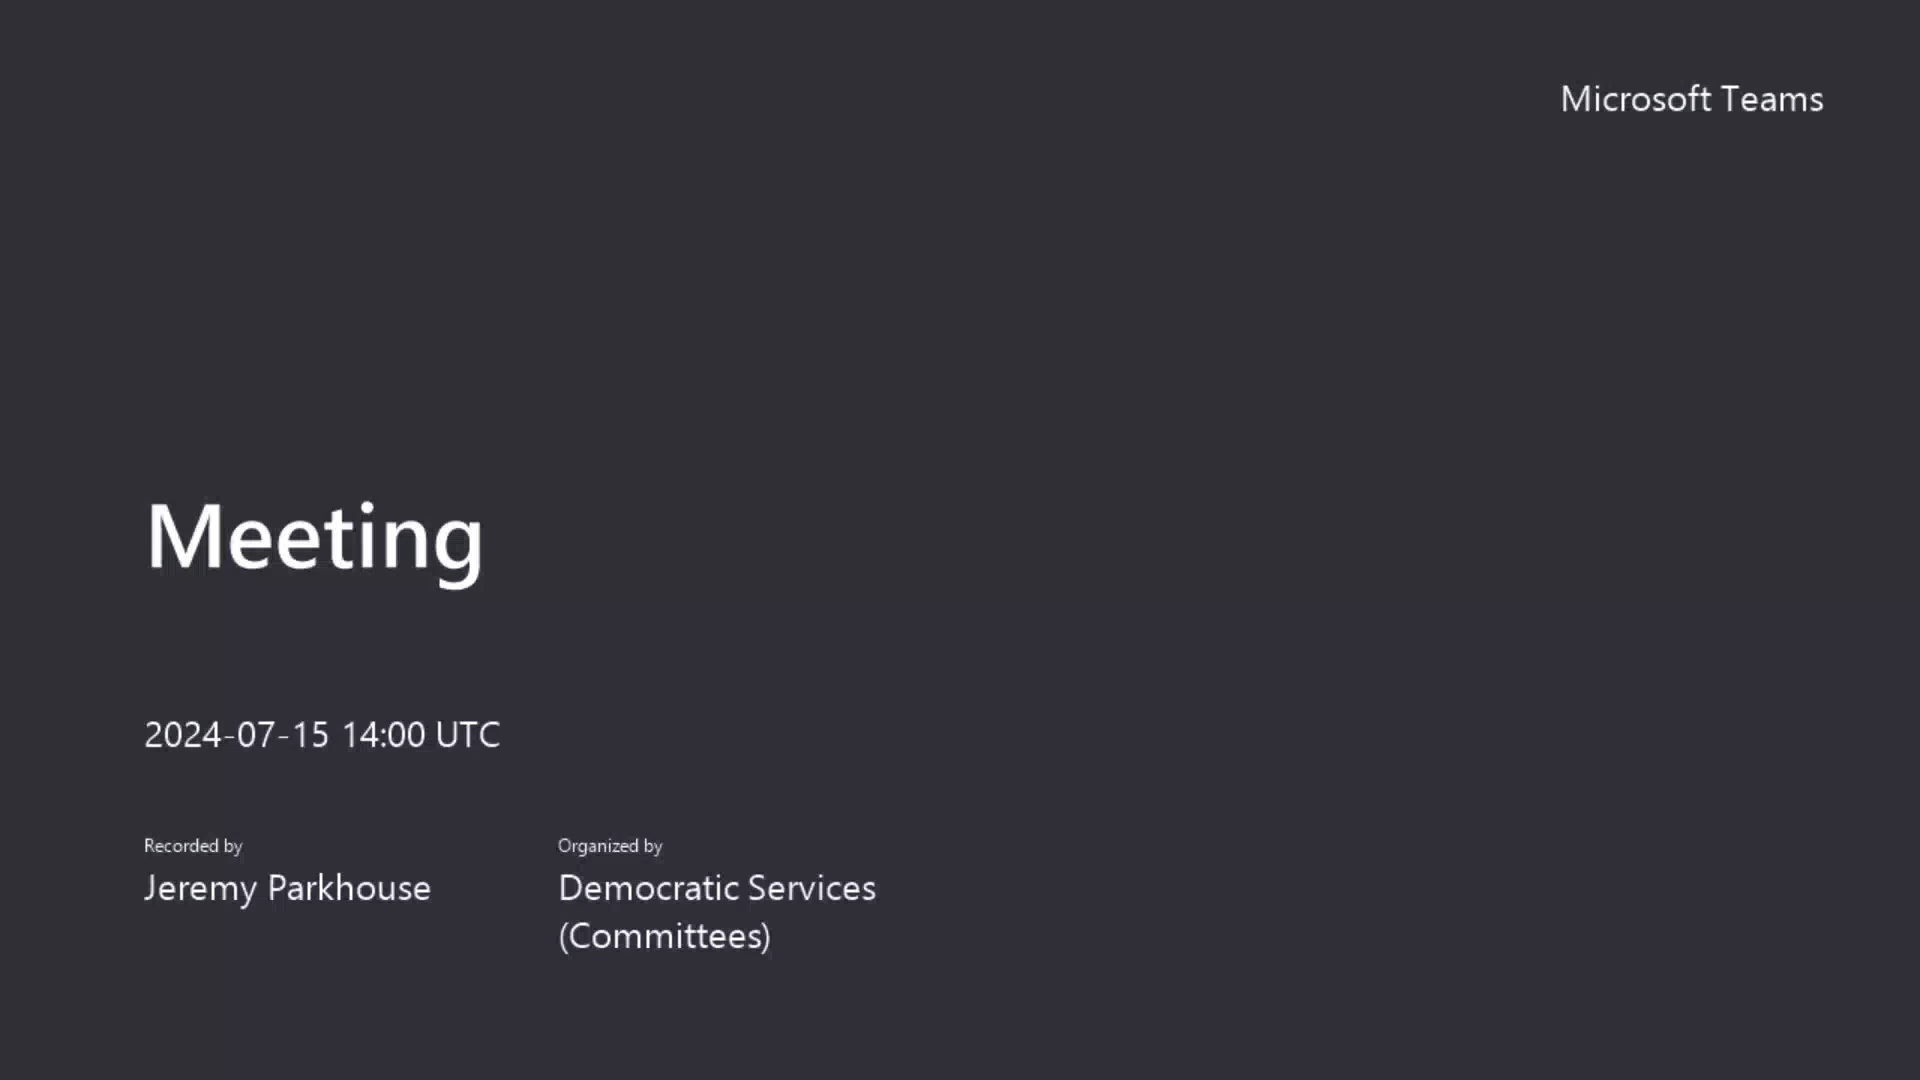 Microsoft Teams
Meeting
2024-07-15 14:00 UTC
Recorded by
Jeremy Parkhouse
Organized by
Democratic Services
(Committees)